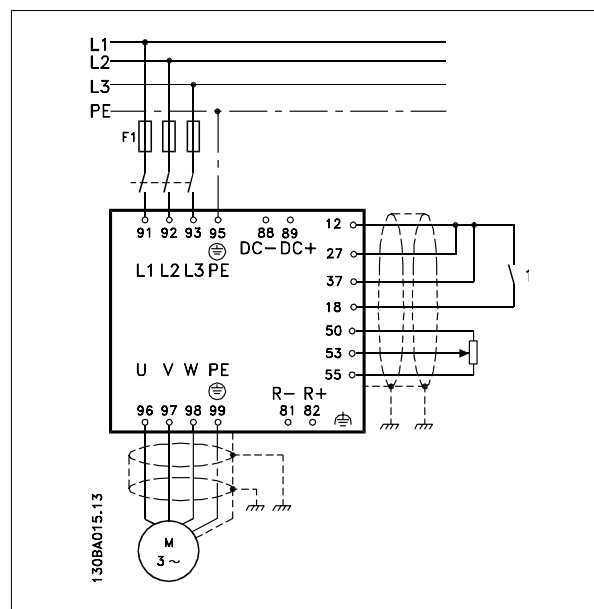 L1
L2
L3
PE
F1
91 92 93 95 88 89
DC- DC+
L1 L2 L3 PE
12
27
37
18
1
50
53
55
U V W PE
R- R+
96 97 98 99 81 82
M
3~
130BA015.13